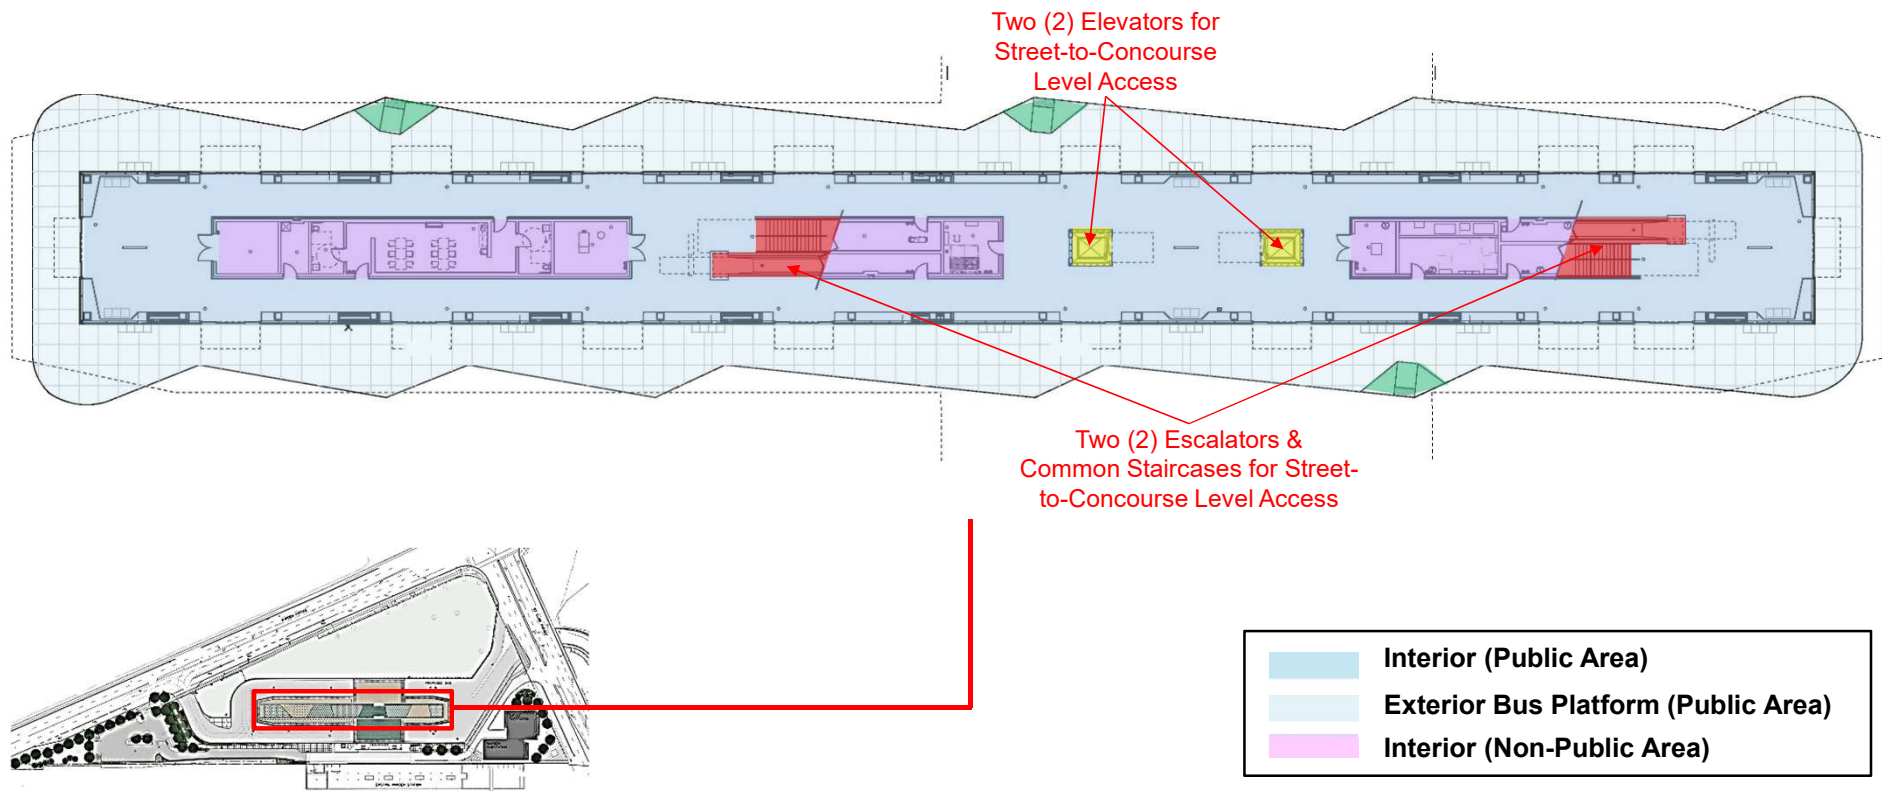 Two (2) Elevators for
Street-to-Concourse
Level Access
Two (2) Escalators &
Common Staircases for Street-
to-Concourse Level Access
Interior (Public Area)
Exterior Bus Platform (Public Area)
Interior (Non-Public Area)